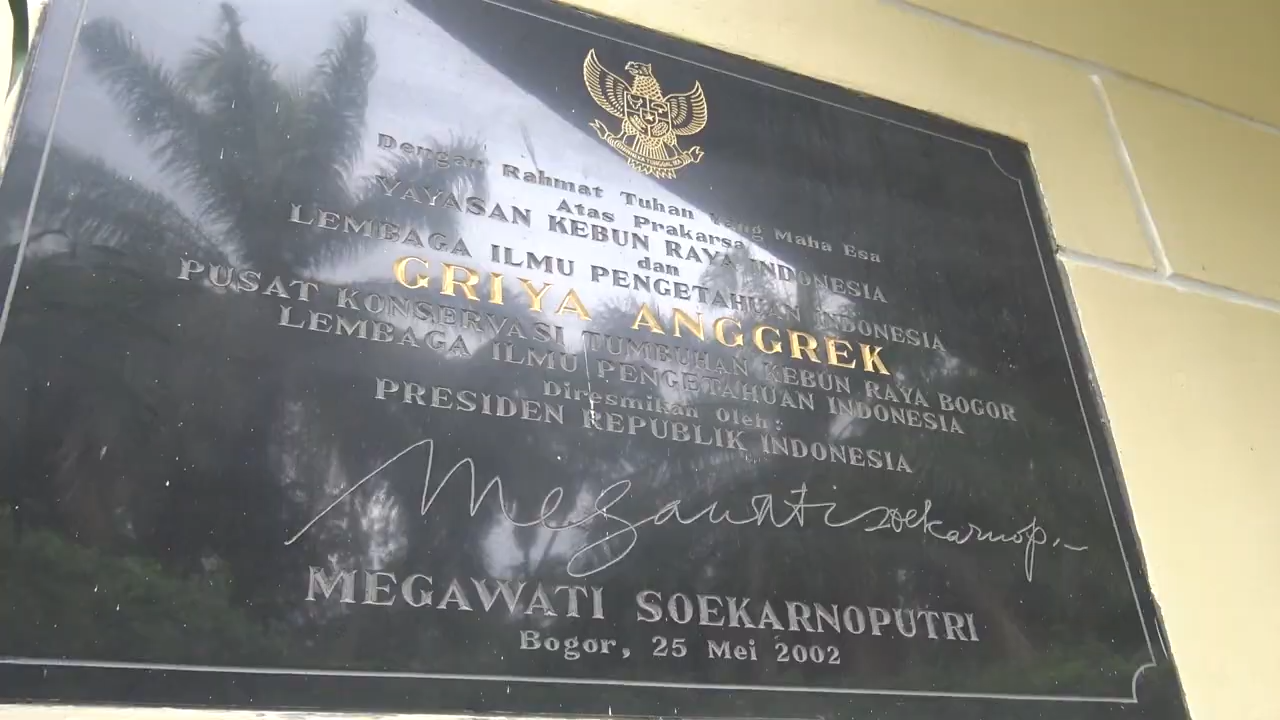 Dengan Rahmat Tuhan Yang Maha Esa
Atas Prakarsa
YAYASAN KEBUN RAYA INDONESIA
dan
LEMBAGA ILMU PENGETAHUAN INDONESIA
GRIYA ANGGREK
PUSAT KONSERVASI TUMBUHAN KEBUN RAYA BOGOR
LEMBAGA ILMU PENGETAHUAN INDONESIA
Diresmikan oleh :
PRESIDEN REPUBLIK INDONESIA
Megawati Soekarnop.
MEGAWATI SOEKARNOPUTRI
Bogor, 25 Mei 2002